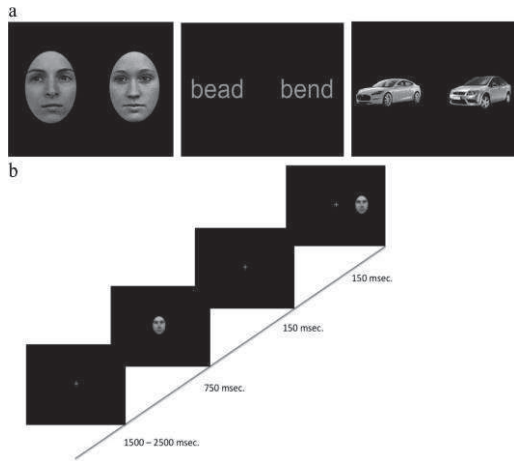 a
bead bend
b
150 msec.
150 msec.
750 msec.
1500 – 2500 msec.